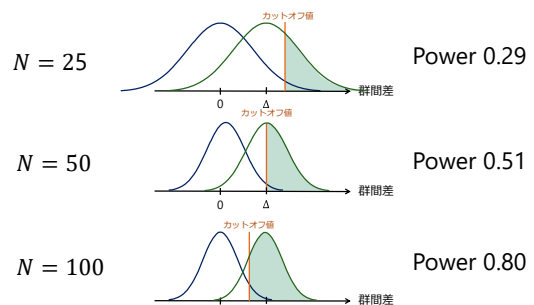 カットオフ値
N = 25
Power 0.29
群間差
0
Δ
カットオフ値
N = 50
Power 0.51
群間差
0
Δ
カットオフ値
N = 100
Power 0.80
群間差